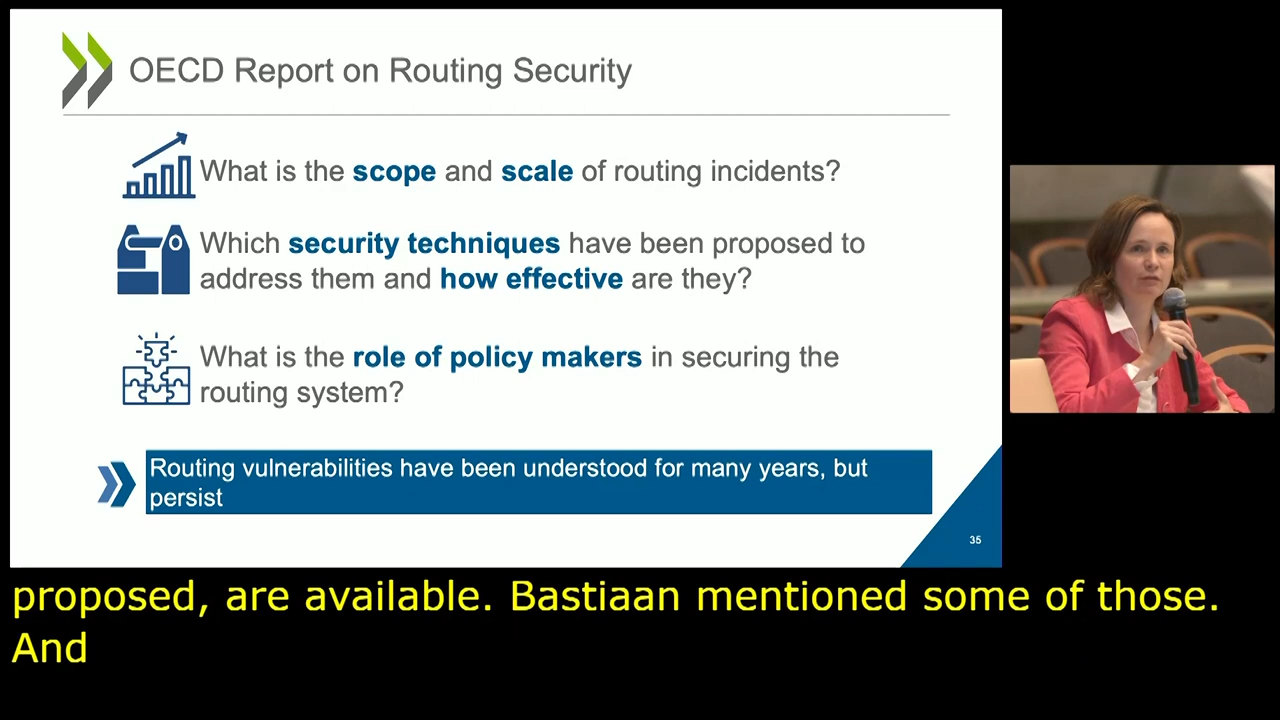 OECD Report on Routing Security
What is the scope and scale of routing incidents?
Which security techniques have been proposed to
address them and how effective are they?
What is the role of policy makers in securing the
routing system?
Routing vulnerabilities have been understood for many years, but
persist
35
proposed, are available. Bastiaan mentioned some of those.
And